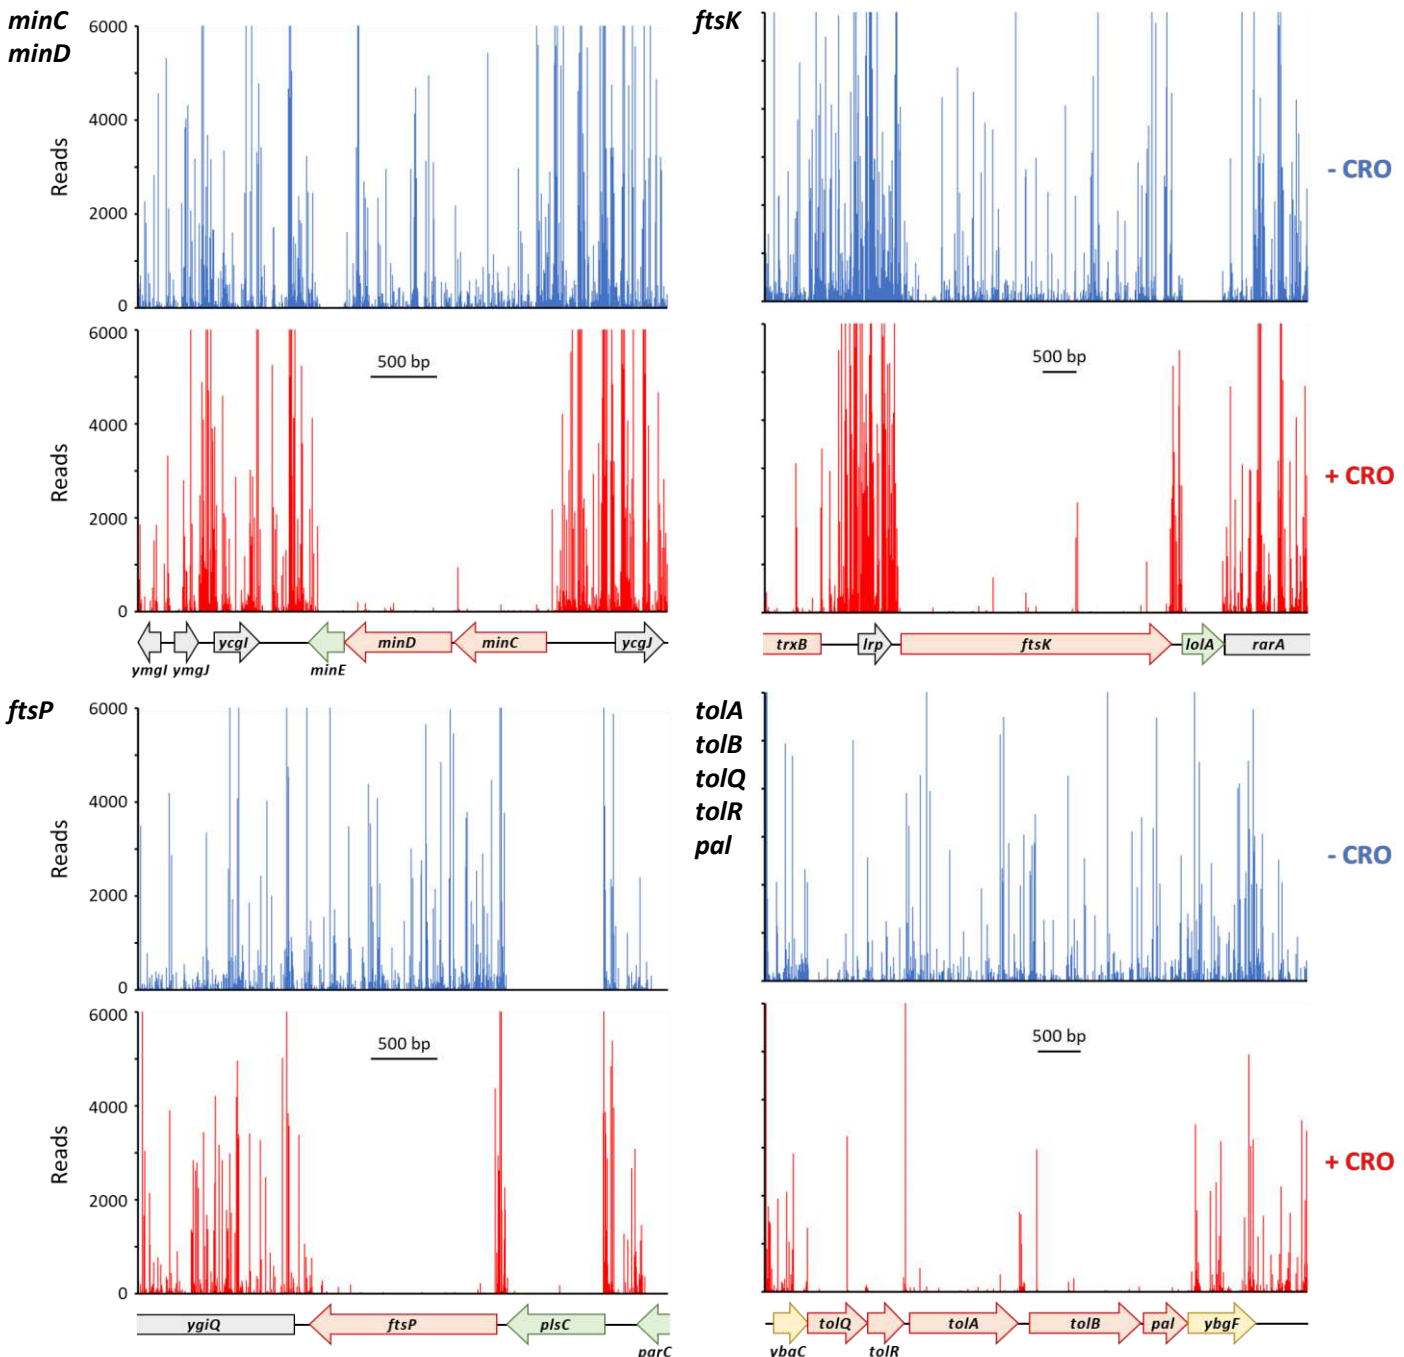 minC
minD
6000
4000
2000
0
Reads
6000
4000
2000
0
Reads
500 bp
ymgI
ymgJ
ycgI
minE
minD
minC
ycgJ
ftsK
- CRO
500 bp
+ CRO
trxB
lrp
ftsK
lolA
rarA
ftsP
6000
4000
2000
0
Reads
6000
4000
2000
0
Reads
500 bp
ygiQ
ftsP
plsC
parC
tolA
tolB
tolQ
tolR
pal
- CRO
500 bp
+ CRO
ybgC
tolQ
tolR
tolA
tolB
pal
ybgF